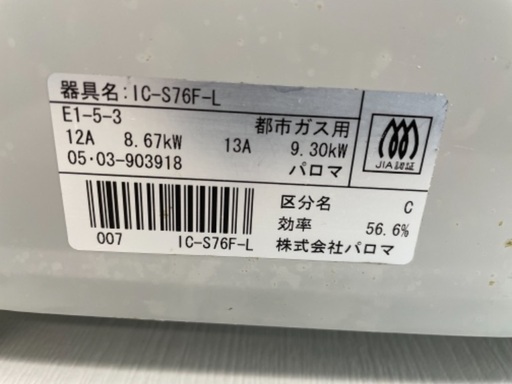 器具名:IC-S76F-L
E1-5-3 都市ガス用
12A 8.67kW 13A 9.30kW
05・03-903918 パロマ
JIA認証
区分名 C
効率 56.6%
007 IC-S76F-L 株式会社パロマ